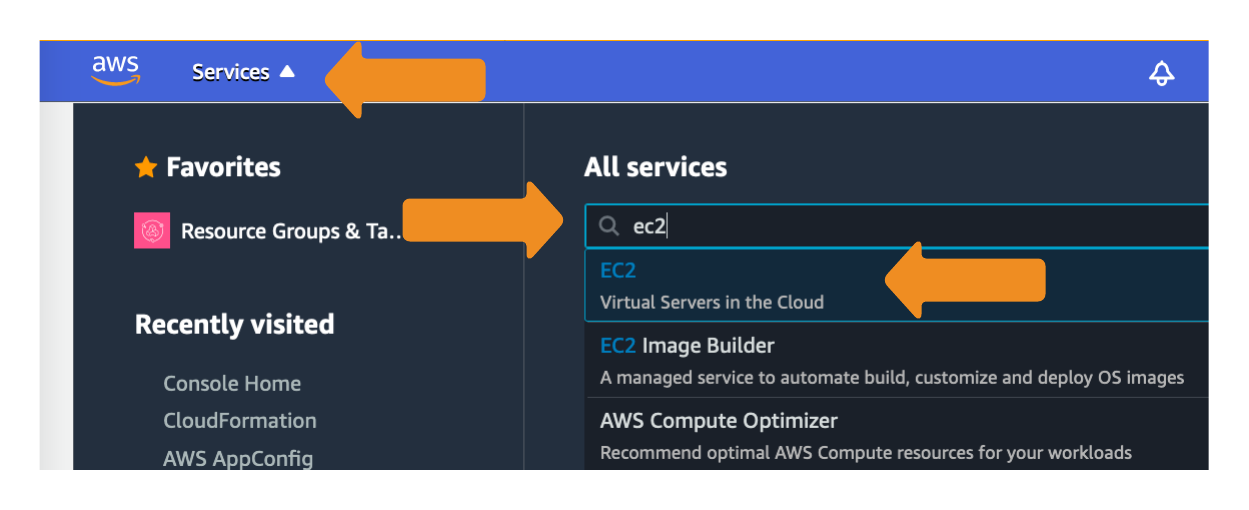 aws
Services
Favorites
Resource Groups & Ta..
Recently visited
Console Home
CloudFormation
AWS AppConfig
All services
ec2
EC2
Virtual Servers in the Cloud
EC2 Image Builder
A managed service to automate build, customize and deploy OS images
AWS Compute Optimizer
Recommend optimal AWS Compute resources for your workloads